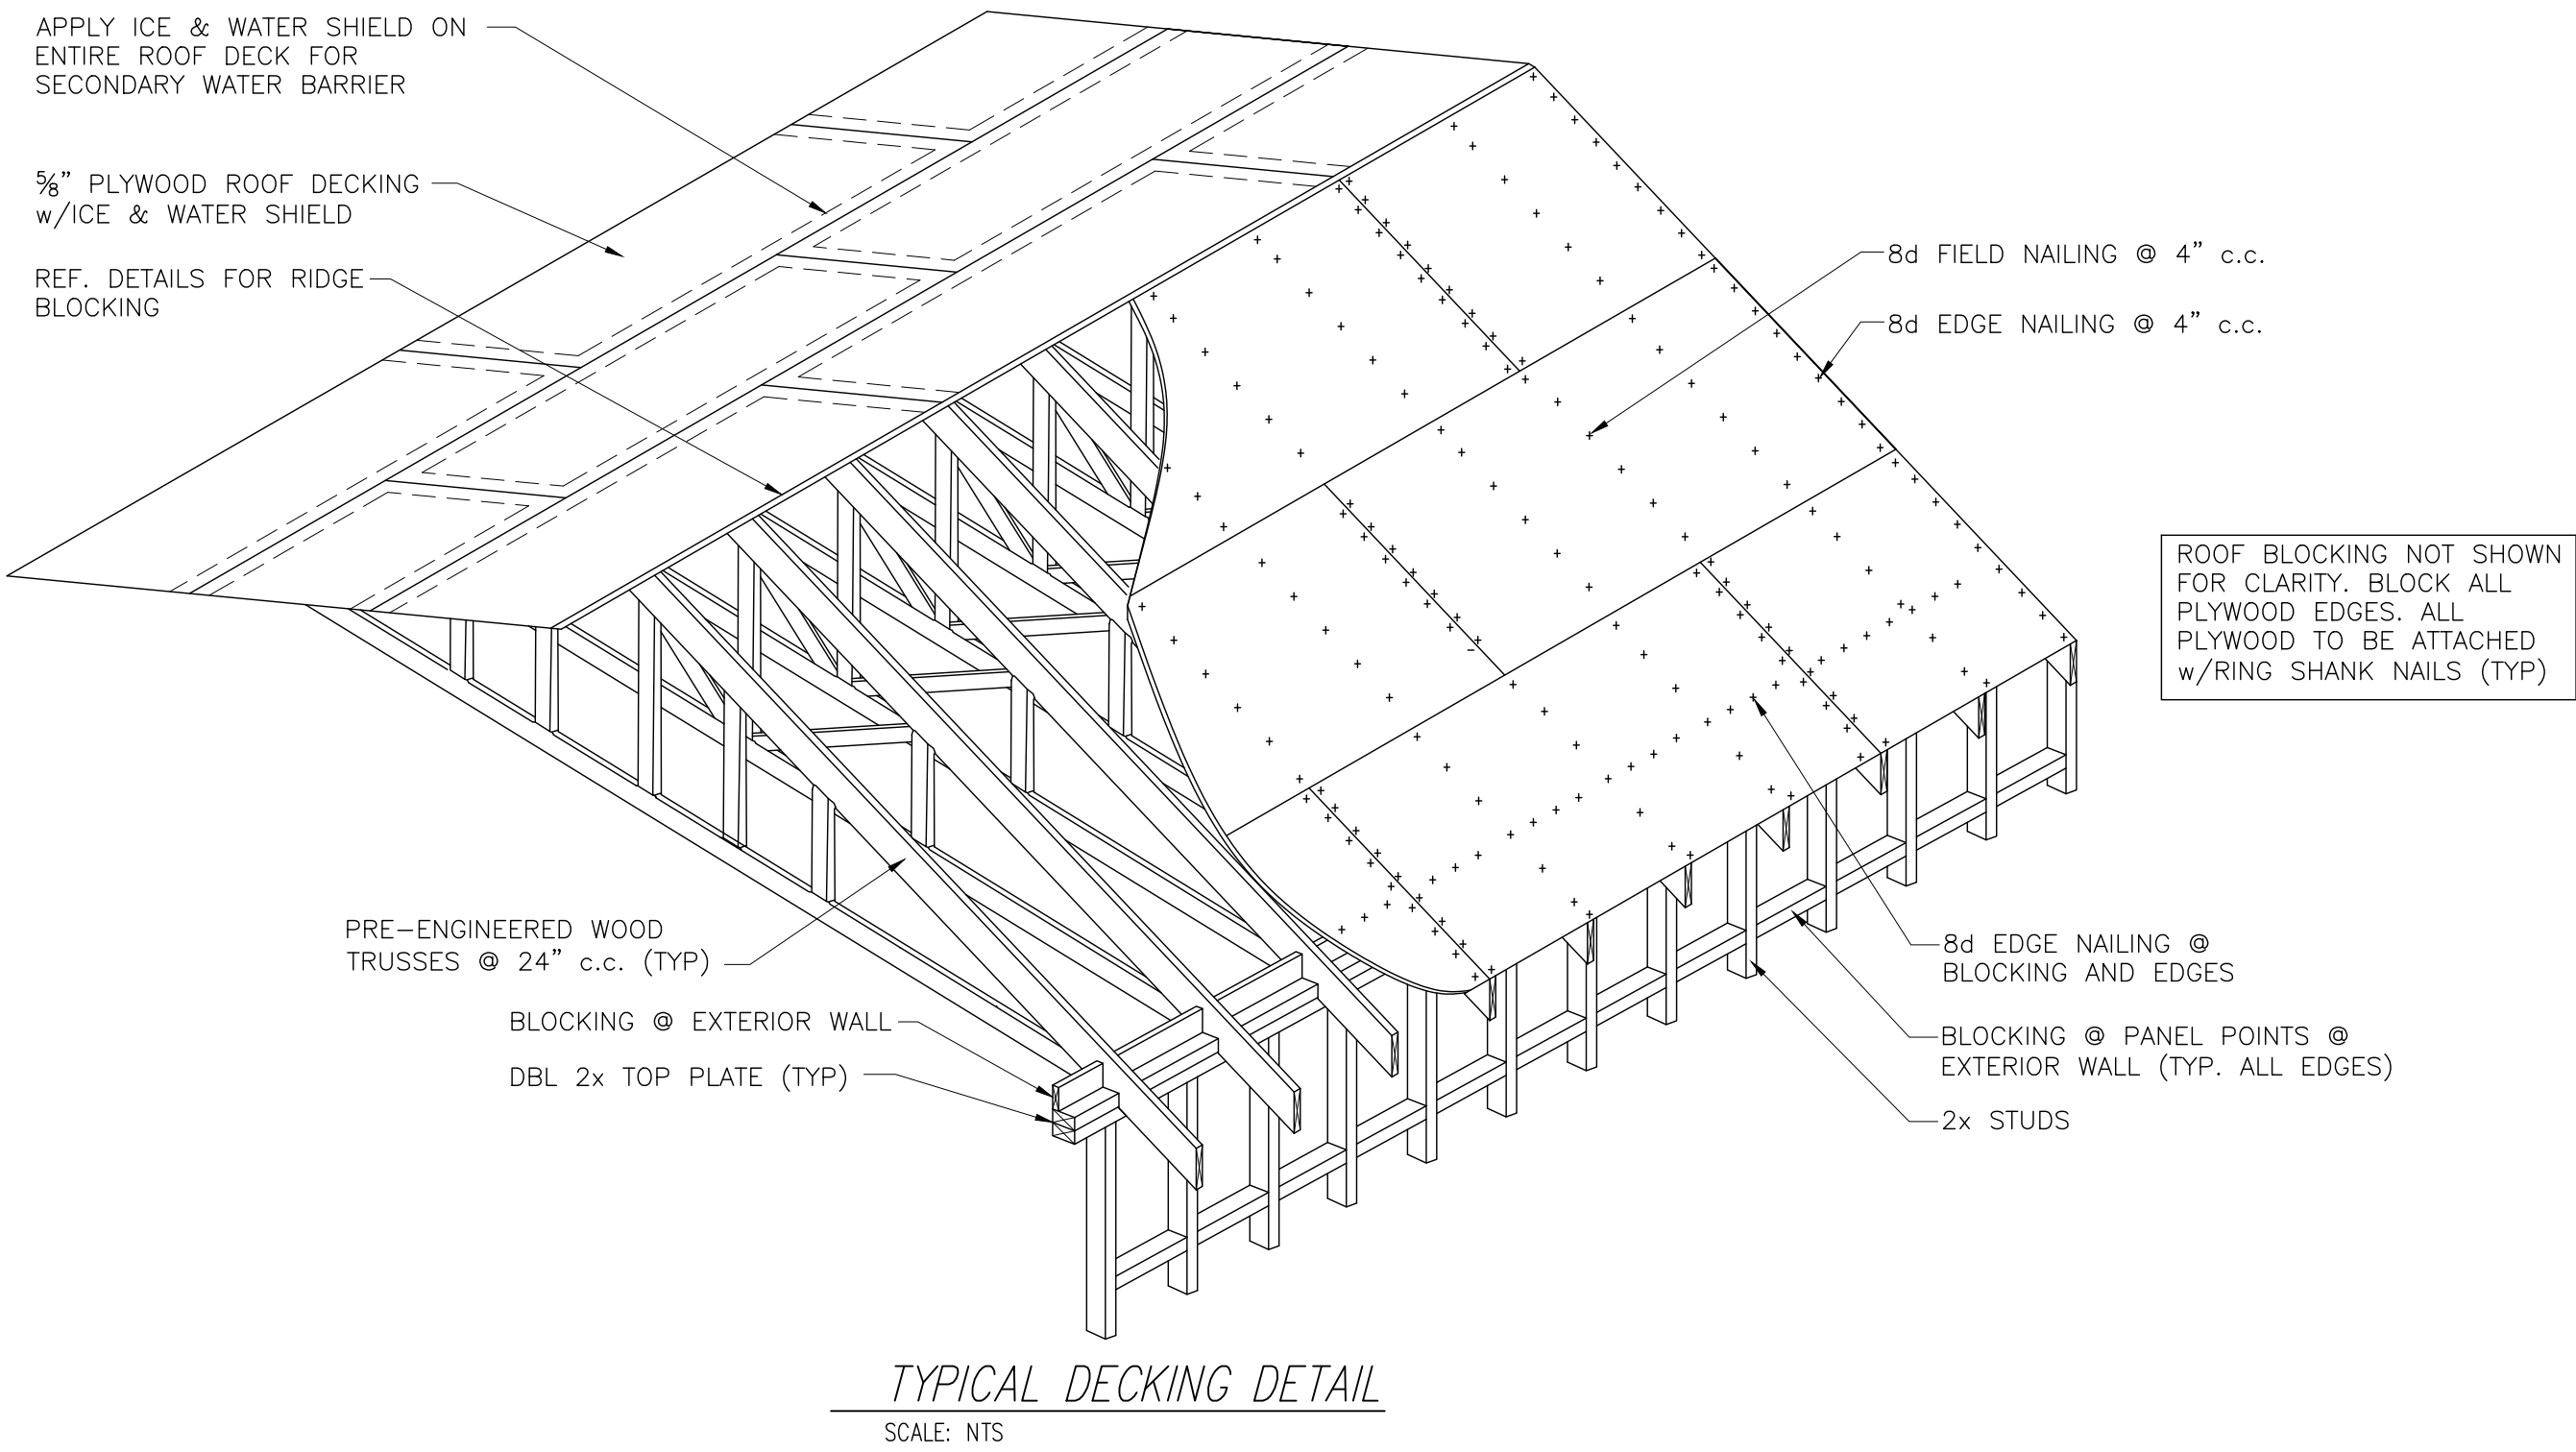 APPLY ICE & WATER SHIELD ON
ENTIRE ROOF DECK FOR
SECONDARY WATER BARRIER
⅝” PLYWOOD ROOF DECKING
w/ICE & WATER SHIELD
REF. DETAILS FOR RIDGE
BLOCKING
8d FIELD NAILING @ 4” c.c.
8d EDGE NAILING @ 4” c.c.
ROOF BLOCKING NOT SHOWN
FOR CLARITY. BLOCK ALL
PLYWOOD EDGES. ALL
PLYWOOD TO BE ATTACHED
w/RING SHANK NAILS (TYP)
PRE–ENGINEERED WOOD
TRUSSES @ 24” c.c. (TYP)
BLOCKING @ EXTERIOR WALL
DBL 2x TOP PLATE (TYP)
8d EDGE NAILING @
BLOCKING AND EDGES
BLOCKING @ PANEL POINTS @
EXTERIOR WALL (TYP. ALL EDGES)
2x STUDS
TYPICAL DECKING DETAIL
SCALE: NTS